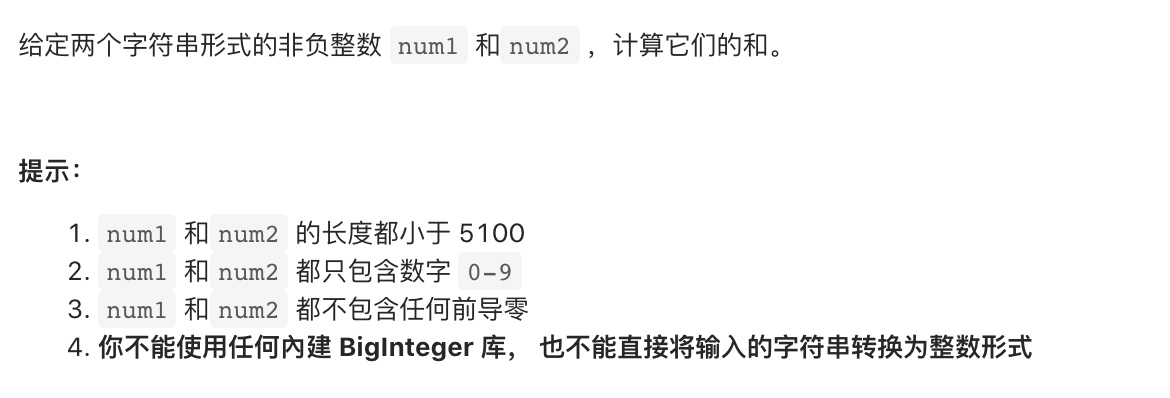 给定两个字符串形式的非负整数 num1 和 num2 ，计算它们的和。
提示：
1. num1 和 num2 的长度都小于 5100
2. num1 和 num2 都只包含数字 0-9
3. num1 和 num2 都不包含任何前导零
4. 你不能使用任何內建 BigInteger 库， 也不能直接将输入的字符串转换为整数形式